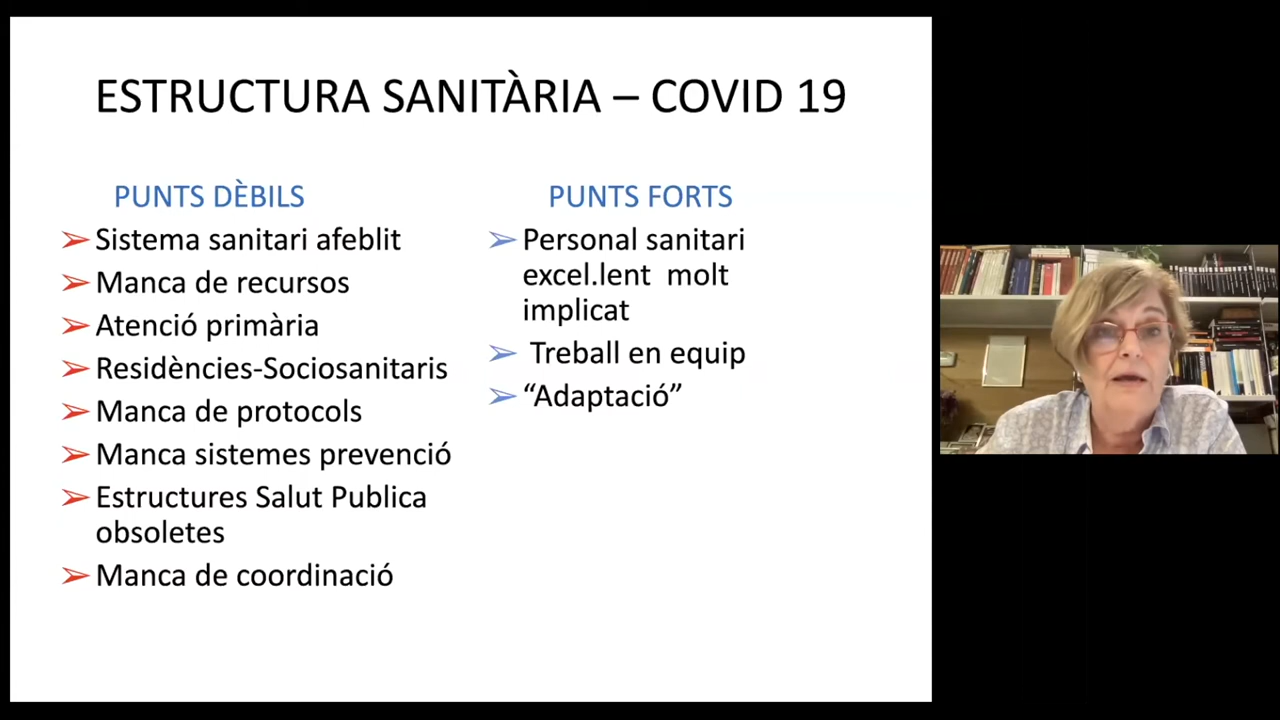 ESTRUCTURA SANITÀRIA – COVID 19
PUNTS DÈBILS
➢ Sistema sanitari afeblit
➢ Manca de recursos
➢ Atenció primària
➢ Residències-Sociosanitaris
➢ Manca de protocols
➢ Manca sistemes prevenció
➢ Estructures Salut Publica
obsoletes
➢ Manca de coordinació
PUNTS FORTS
➢ Personal sanitari
excel.lent molt
implicat
➢ Treball en equip
➢ “Adaptació”